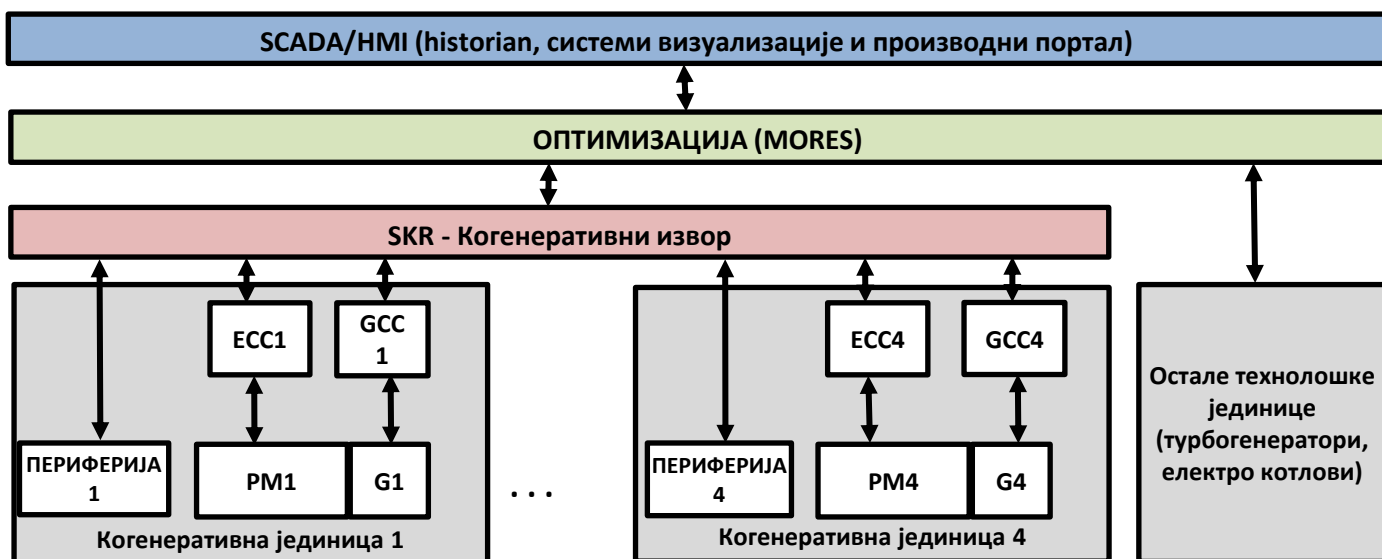 SCADA/HMI (historian, системи визуализације и производни портал)
ОПТИМИЗАЦИЈА (MORES)
SKR - Когенеративни извор
ECC1
GCC
1
ПЕРИФЕРИЈА
1
PM1
G1
Когенеративна јединица 1
. . .
ECC4
GCC4
ПЕРИФЕРИЈА
4
PM4
G4
Когенеративна јединица 4
Остале технолошке
јединице
(турбогенератори,
електро котлови)